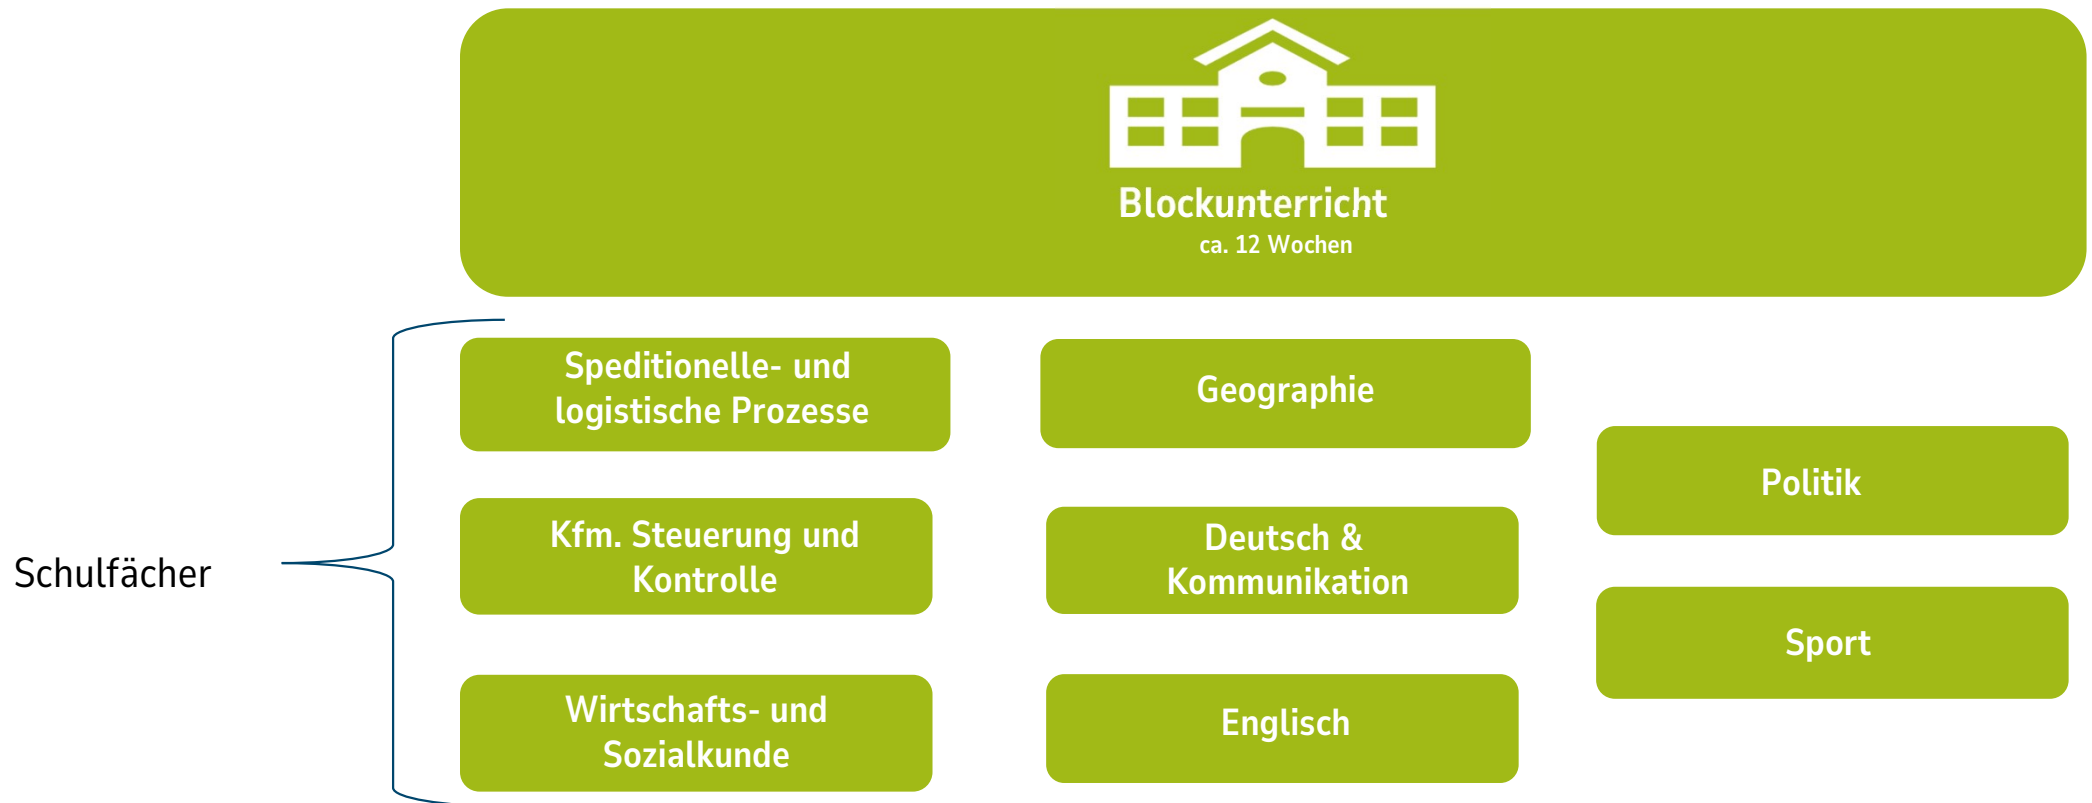 Blockunterricht
ca. 12 Wochen
Schulfächer
Speditionelle- und
logistische Prozesse
Kfm. Steuerung und
Kontrolle
Wirtschafts- und
Sozialkunde
Geographie
Deutsch &
Kommunikation
Englisch
Politik
Sport